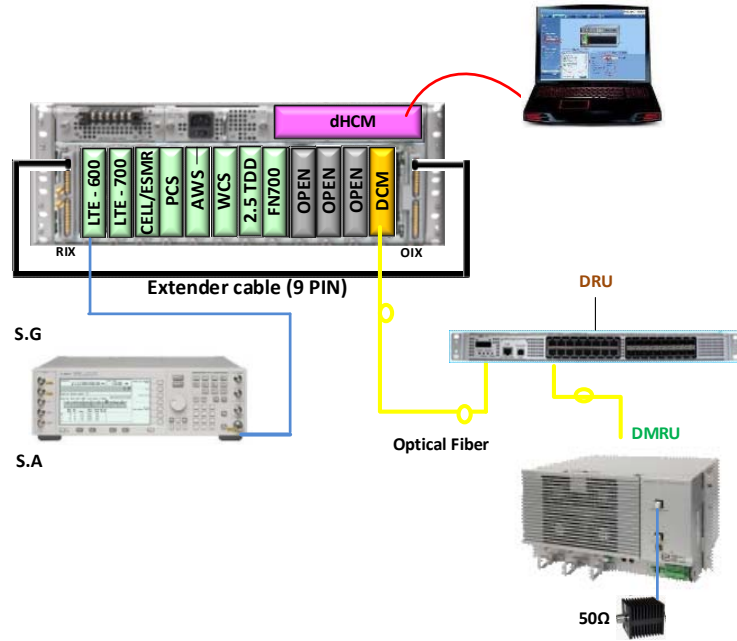 dHCM
LTE - 600
LTE - 700
CELL/ESMR
PCS
AWS
WCS
2.5 TDD
FN700
OPEN
OPEN
OPEN
DCM
RIX
OIX
Extender cable (9 PIN)
DRU
S.G
S.A
Optical Fiber
DMRU
50Ω